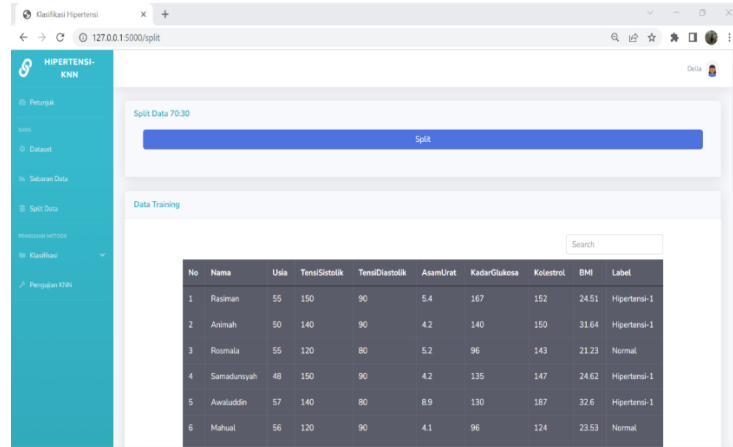 Klasifikasi Hipertensi
127.0.0.1:5000/split
HIPERTENSI-
KNN
Della
Petunjuk
DATA
Dataset
Sebaran Data
Split Data
PENGUJIAN METODE
Klasifikasi
Pengujian KNN
Split Data 70:30
Split
Data Training
Search
No Nama Usia TensiSistolik TensiDiastolik AsamUrat KadarGlukosa Kolestrol BMI Label
1 Rasiman 55 150 90 5.4 167 152 24.51 Hipertensi-1
2 Animah 50 140 90 4.2 140 150 31.64 Hipertensi-1
3 Rosmala 55 120 80 5.2 96 143 21.23 Normal
4 Samadunsyah 48 150 90 4.2 135 147 24.62 Hipertensi-1
5 Awaluddin 57 140 80 8.9 130 187 32.6 Hipertensi-1
6 Mahual 56 120 90 4.1 96 124 23.53 Normal